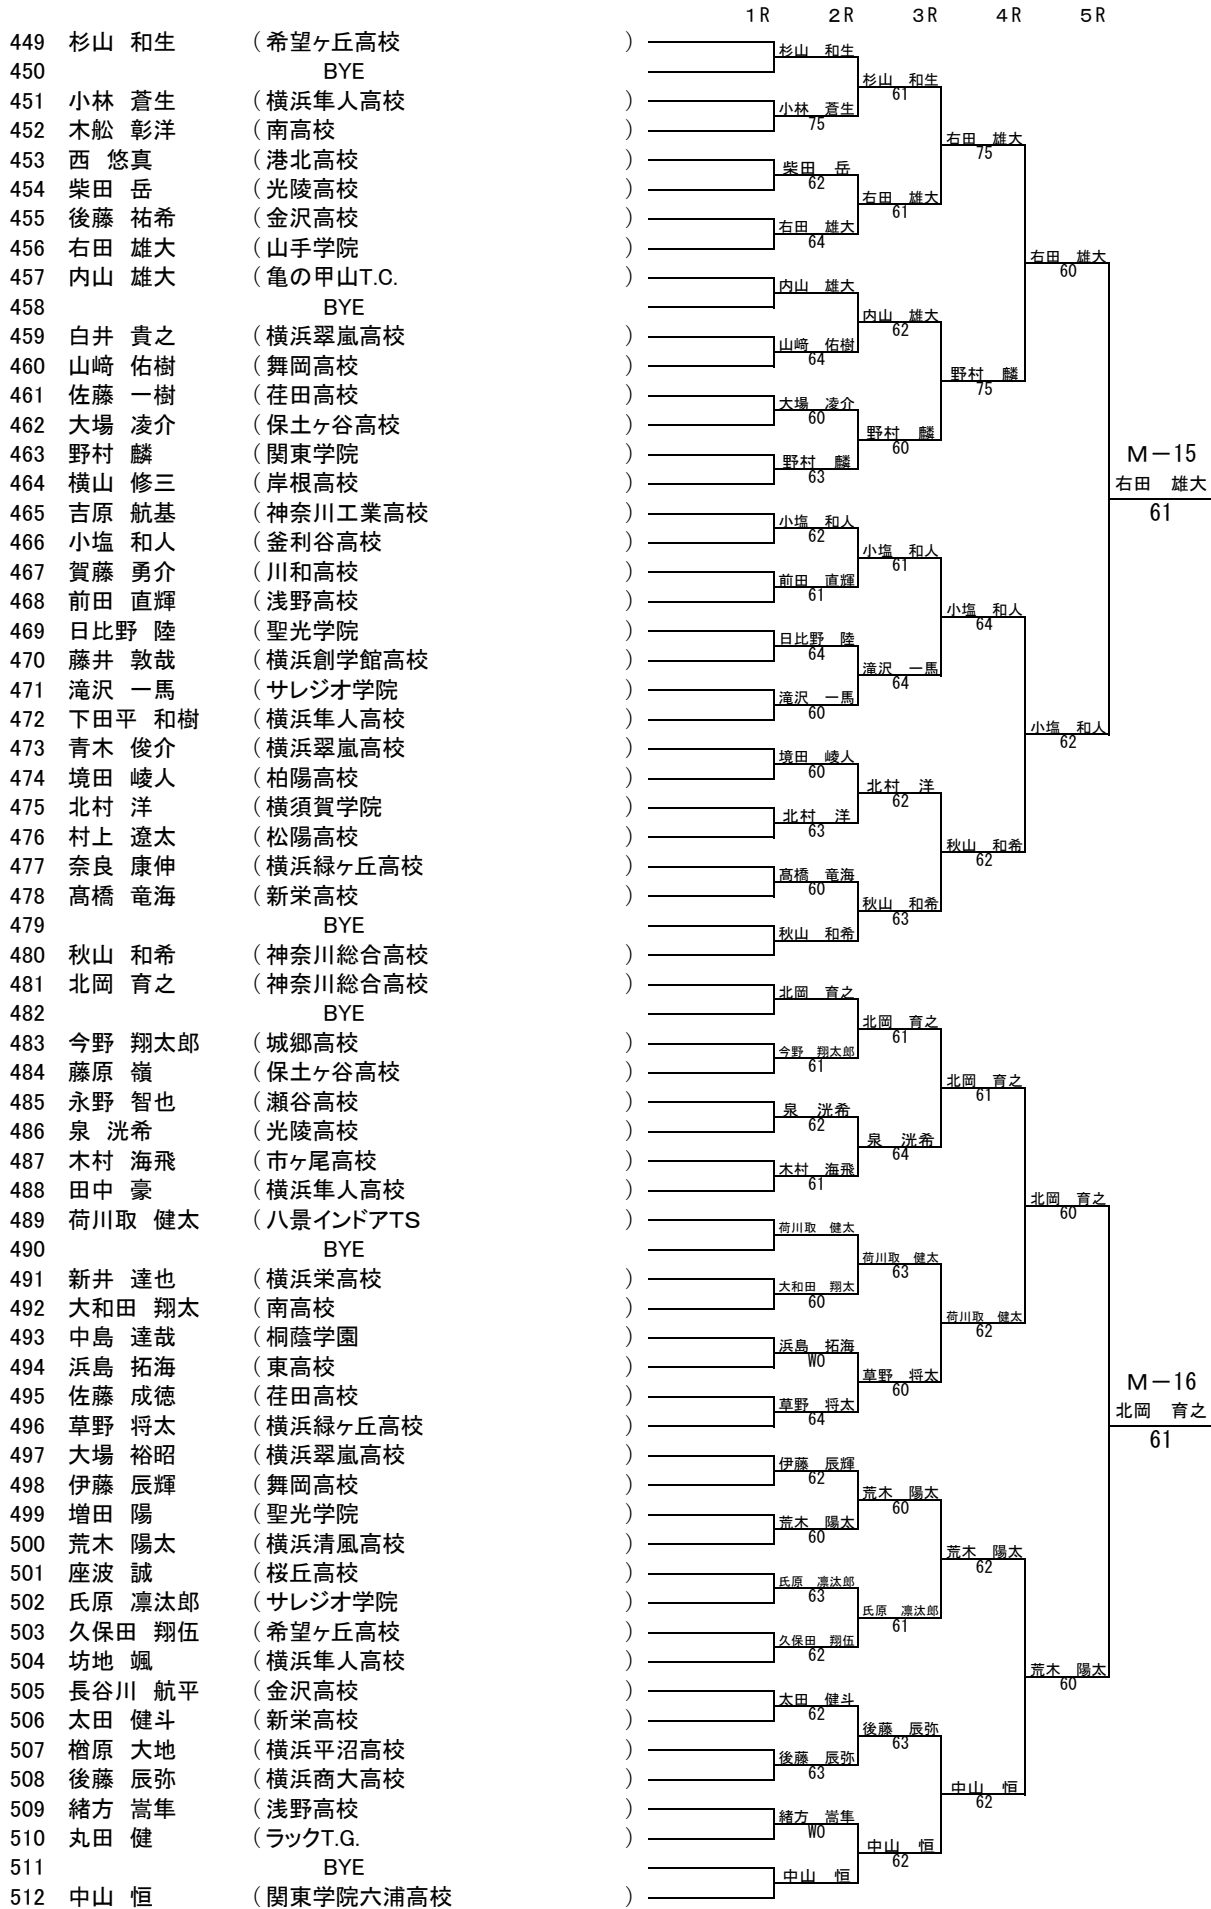 1R 2R 3R 4R 5R
449 杉山 和生 (希望ヶ丘高校 )
杉山 和生
450 BYE
杉山 和生
61
451 小林 蒼生 (横浜隼人高校 )
小林 蒼生
75
452 木舩 彰洋 (南高校 )
右田 雄大
75
453 西 悠真 (港北高校 )
柴田 岳
62
454 柴田 岳 (光陵高校 )
右田 雄大
61
455 後藤 祐希 (金沢高校 )
右田 雄大
64
456 右田 雄大 (山手学院 )
右田 雄大
60
457 内山 雄大 (亀の甲山T.C. )
内山 雄大
458 BYE
内山 雄大
62
459 白井 貴之 (横浜翠嵐高校 )
山﨑 佑樹
64
460 山﨑 佑樹 (舞岡高校 )
野村 麟
75
461 佐藤 一樹 (荏田高校 )
大場 凌介
60
462 大場 凌介 (保土ヶ谷高校 )
野村 麟
60
463 野村 麟 (関東学院 )
野村 麟
63
M-15
464 横山 修三 (岸根高校 )
右田 雄大
61
465 吉原 航基 (神奈川工業高校 )
小塩 和人
62
466 小塩 和人 (釜利谷高校 )
小塩 和人
61
467 賀藤 勇介 (川和高校 )
前田 直輝
61
468 前田 直輝 (浅野高校 )
小塩 和人
64
469 日比野 陸 (聖光学院 )
日比野 陸
64
470 藤井 敦哉 (横浜創学館高校 )
滝沢 一馬
64
471 滝沢 一馬 (サレジオ学院 )
滝沢 一馬
60
472 下田平 和樹 (横浜隼人高校 )
小塩 和人
62
473 青木 俊介 (横浜翠嵐高校 )
境田 崚人
60
474 境田 崚人 (柏陽高校 )
北村 洋
62
475 北村 洋 (横須賀学院 )
北村 洋
63
476 村上 遼太 (松陽高校 )
秋山 和希
62
477 奈良 康伸 (横浜緑ヶ丘高校 )
髙橋 竜海
60
478 髙橋 竜海 (新栄高校 )
秋山 和希
63
479 BYE
秋山 和希
480 秋山 和希 (神奈川総合高校 )
481 北岡 育之 (神奈川総合高校 )
北岡 育之
482 BYE
北岡 育之
61
483 今野 翔太郎 (城郷高校 )
今野 翔太郎
61
484 藤原 嶺 (保土ヶ谷高校 )
北岡 育之
61
485 永野 智也 (瀬谷高校 )
泉 洸希
62
486 泉 洸希 (光陵高校 )
泉 洸希
64
487 木村 海飛 (市ヶ尾高校 )
木村 海飛
61
488 田中 豪 (横浜隼人高校 )
北岡 育之
60
489 荷川取 健太 (八景インドアTS )
荷川取 健太
490 BYE
荷川取 健太
63
491 新井 達也 (横浜栄高校 )
大和田 翔太
60
492 大和田 翔太 (南高校 )
荷川取 健太
62
493 中島 達哉 (桐蔭学園 )
浜島 拓海
WO
494 浜島 拓海 (東高校 )
草野 将太
60
495 佐藤 成徳 (荏田高校 )
草野 将太
64
M-16
496 草野 将太 (横浜緑ヶ丘高校 )
北岡 育之
61
497 大場 裕昭 (横浜翠嵐高校 )
伊藤 辰輝
62
498 伊藤 辰輝 (舞岡高校 )
荒木 陽太
60
499 増田 陽 (聖光学院 )
荒木 陽太
60
500 荒木 陽太 (横浜清風高校 )
荒木 陽太
62
501 座波 誠 (桜丘高校 )
氏原 凛汰郎
63
502 氏原 凛汰郎 (サレジオ学院 )
氏原 凛汰郎
61
503 久保田 翔伍 (希望ヶ丘高校 )
久保田 翔伍
62
504 坊地 颯 (横浜隼人高校 )
荒木 陽太
60
505 長谷川 航平 (金沢高校 )
太田 健斗
62
506 太田 健斗 (新栄高校 )
後藤 辰弥
63
507 楢原 大地 (横浜平沼高校 )
後藤 辰弥
63
508 後藤 辰弥 (横浜商大高校 )
中山 恒
62
509 緒方 嵩隼 (浅野高校 )
緒方 嵩隼
WO
510 丸田 健 (ラックT.G. )
中山 恒
62
511 BYE
中山 恒
512 中山 恒 (関東学院六浦高校 )